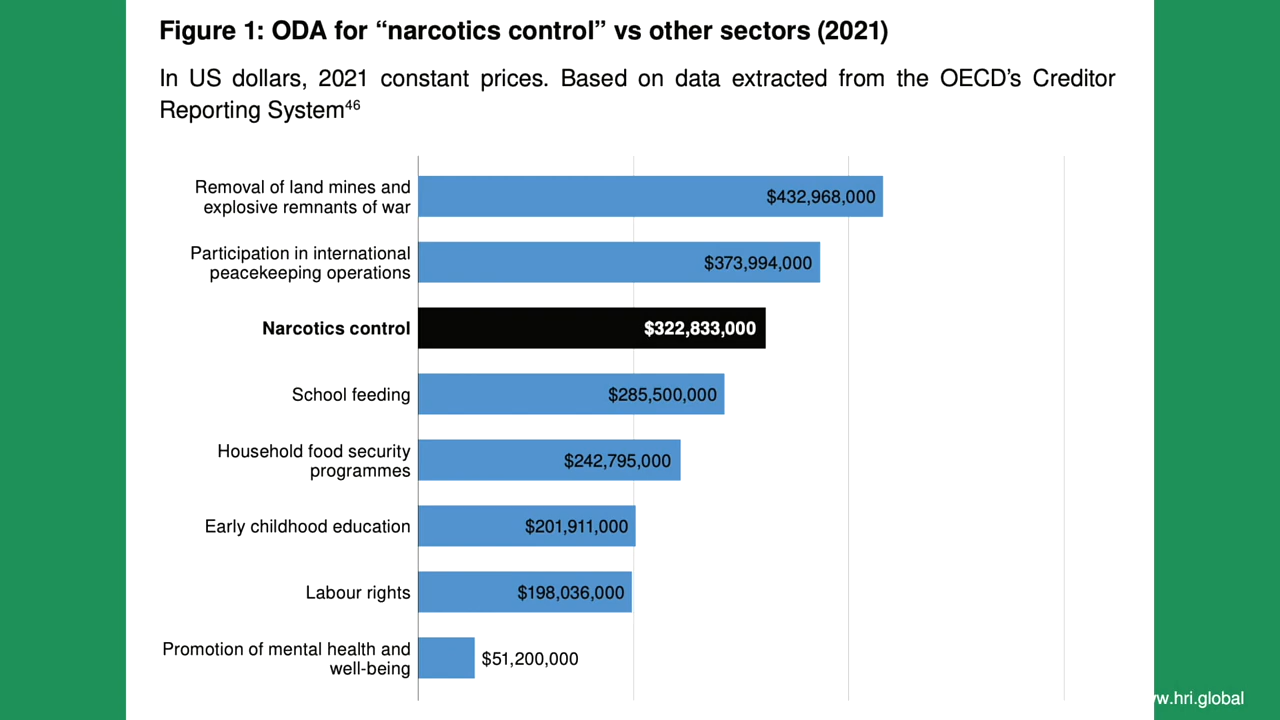 Figure 1: ODA for “narcotics control” vs other sectors (2021)
In US dollars, 2021 constant prices. Based on data extracted from the OECD’s Creditor
Reporting System⁴⁶
Removal of land mines and
explosive remnants of war
$432,968,000
Participation in international
peacekeeping operations
$373,994,000
Narcotics control
$322,833,000
School feeding
$285,500,000
Household food security
programmes
$242,795,000
Early childhood education
$201,911,000
Labour rights
$198,036,000
Promotion of mental health and
well-being
$51,200,000
w.hri.global